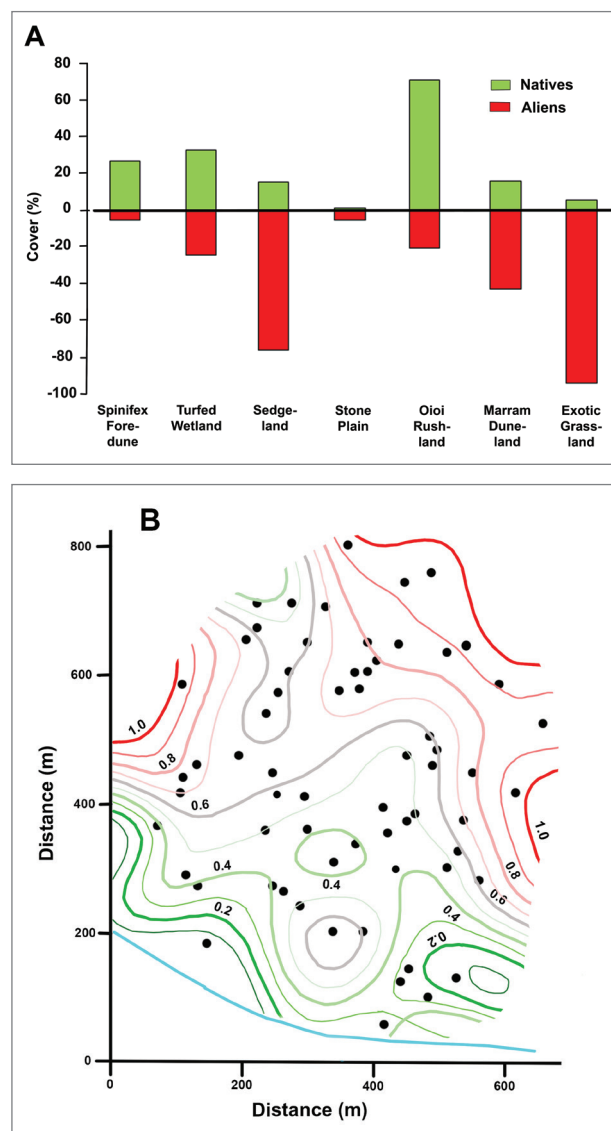 A
80
60
40
20
0
-20
-40
-60
-80
-100
Cover (%)
Natives
Aliens
Spinifex
Fore-
dune
Turfed
Wetland
Sedge-
land
Stone
Plain
Oioi
Rush-
land
Marram
Dune-
land
Exotic
Grass-
land
B
800
600
400
200
0
Distance (m)
1.0
0.8
0.6
0.4
0.2
0.4
1.0
0.8
0.6
0.4
0.2
0
200
400
600
Distance (m)